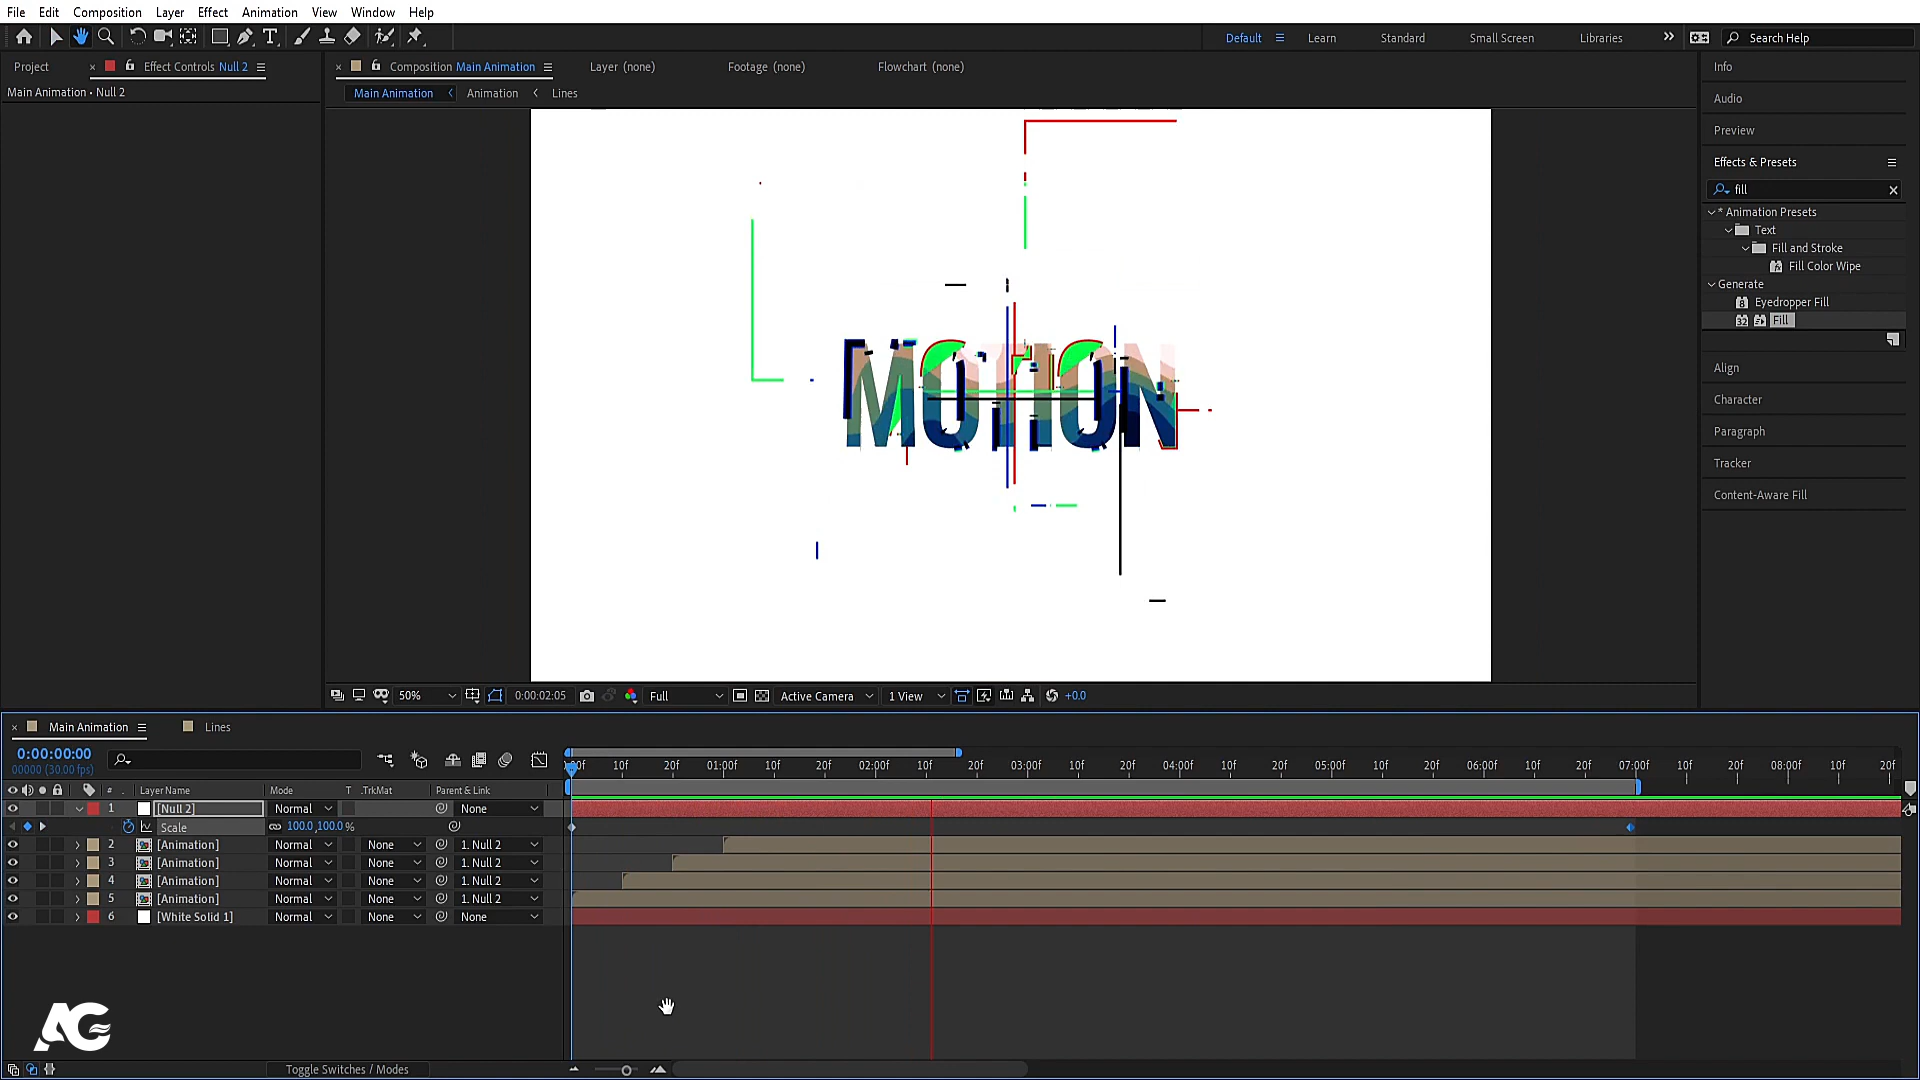 File Edit Composition Layer Effect Animation View Window Help
Default Learn Standard Small Screen Libraries Search Help
Project Effect Controls Null 2
Main Animation • Null 2
Composition Main Animation Layer (none) Footage (none) Flowchart (none)
Main Animation Animation Lines
MOTION
Info
Audio
Preview
Effects & Presets
fill
* Animation Presets
Text
Fill and Stroke
Fill Color Wipe
Generate
Eyedropper Fill
Fill
Align
Character
Paragraph
Tracker
Content-Aware Fill
50% 0:00:02:05 Full Active Camera 1 View +0.0
Main Animation Lines
0:00:00:00
00000 (30.00 fps)
10f 20f 01:00f 10f 20f 02:00f 10f 20f 03:00f 10f 20f 04:00f 10f 20f 05:00f 10f 20f 06:00f 10f 20f 07:00f 10f 20f 08:00f 10f 20f
# Layer Name Mode T .TrkMat Parent & Link
1 [Null 2] Normal None
Scale 100.0,100.0%
2 [Animation] Normal None 1. Null 2
3 [Animation] Normal None 1. Null 2
4 [Animation] Normal None 1. Null 2
5 [Animation] Normal None 1. Null 2
6 [White Solid 1] Normal None None
AG
Toggle Switches / Modes